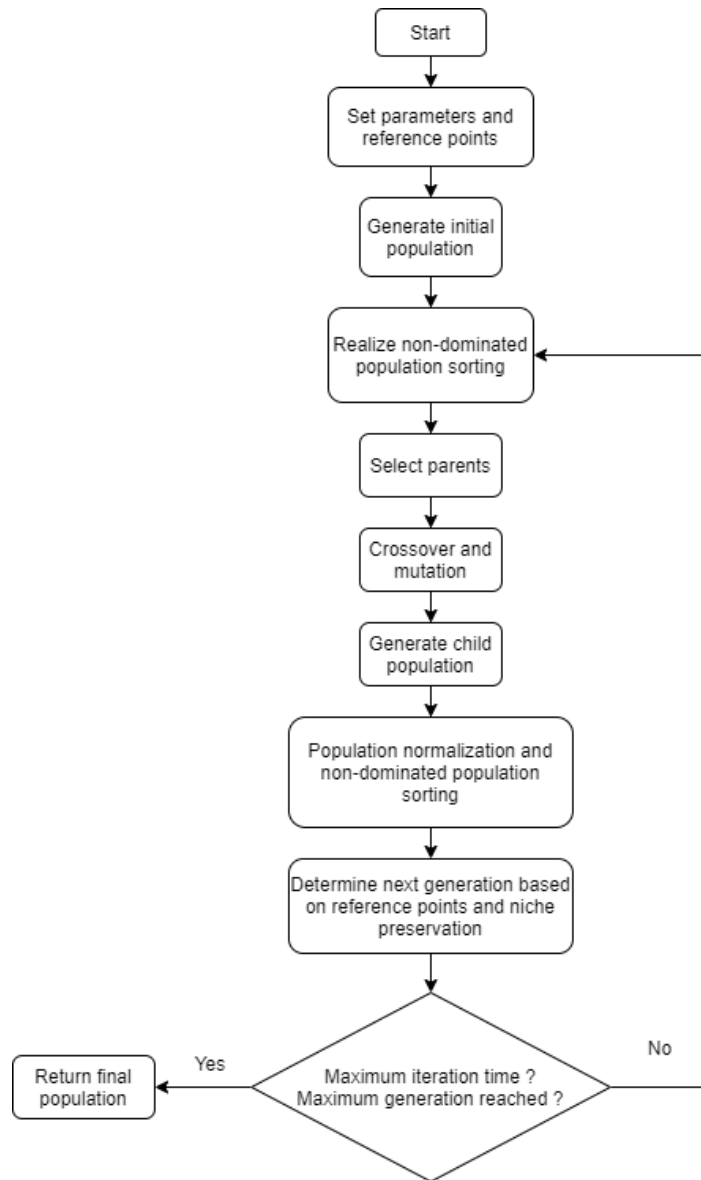 Start
Set parameters and
reference points
Generate initial
population
Realize non-dominated
population sorting
Select parents
Crossover and
mutation
Generate child
population
Population normalization and
non-dominated population
sorting
Determine next generation based
on reference points and niche
preservation
Maximum iteration time ?
Maximum generation reached ?
Yes
No
Return final
population